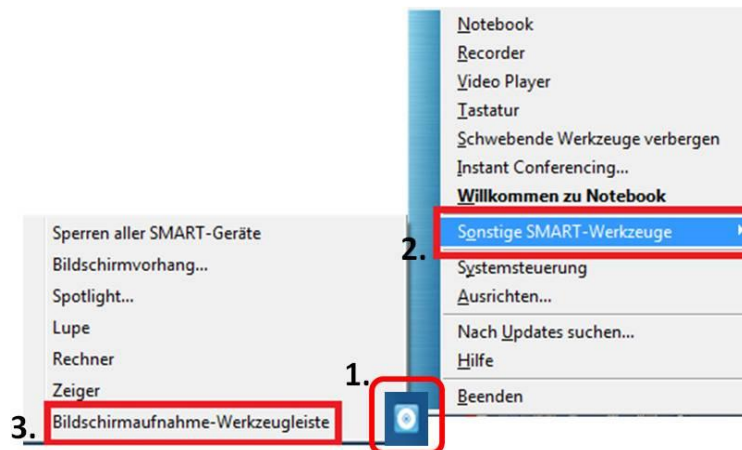 Notebook
Recorder
Video Player
Tastatur
Schwebende Werkzeuge verbergen
Instant Conferencing...
Willkommen zu Notebook
2. Sonstige SMART-Werkzeuge
Systemsteuerung
Ausrichten...
Nach Updates suchen...
Hilfe
Beenden
Sperren aller SMART-Geräte
Bildschirmvorhang...
Spotlight...
Lupe
Rechner
Zeiger
1.
3. Bildschirmaufnahme-Werkzeugleiste